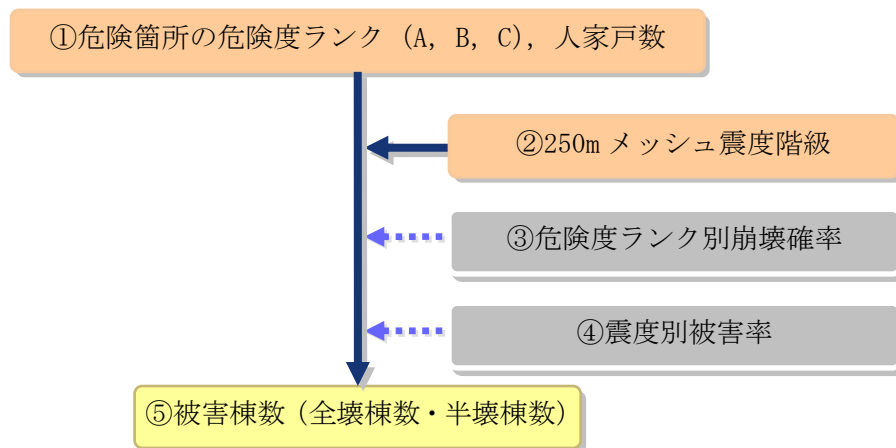 ①危険箇所の危険度ランク（A, B, C), 人家戸数
②250m メッシュ震度階級
③危険度ランク別崩壊確率
④震度別被害率
⑤被害棟数（全壊棟数・半壊棟数）